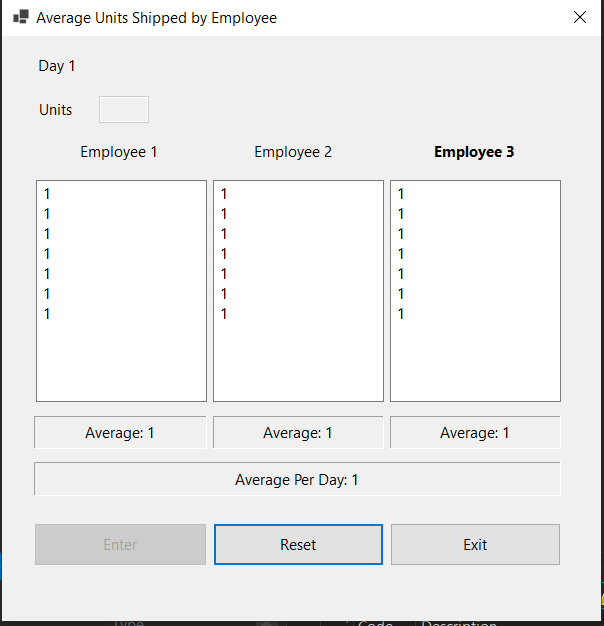 Average Units Shipped by Employee
Day 1
Units
Employee 1 Employee 2 Employee 3
1 1 1
1 1 1
1 1 1
1 1 1
1 1 1
1 1 1
1 1 1
Average: 1 Average: 1 Average: 1
Average Per Day: 1
Enter Reset Exit
Type Code Description